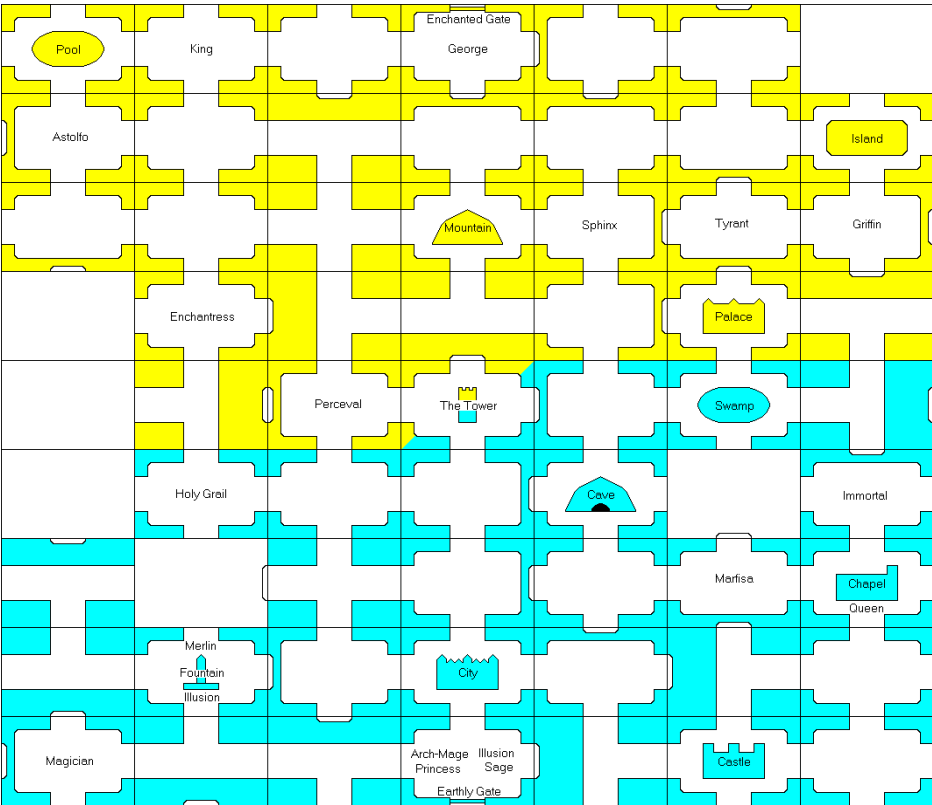 Enchanted Gate
Pool
King
George
Astolfo
Island
Mountain
Sphinx
Tyrant
Griffin
Enchantress
Palace
Perceval
The Tower
Swamp
Holy Grail
Cave
Immortal
Marfisa
Chapel
Queen
Merlin
Fountain
Illusion
City
Magician
Arch-Mage
Princess
Illusion
Sage
Earthly Gate
Castle